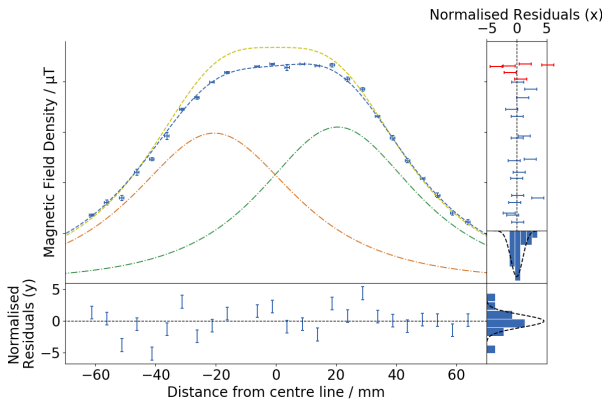 Normalised Residuals (x)
−5 0 5
Magnetic Field Density / μT
Normalised
Residuals (y)
5
0
−5
−60 −40 −20 0 20 40 60
Distance from centre line / mm